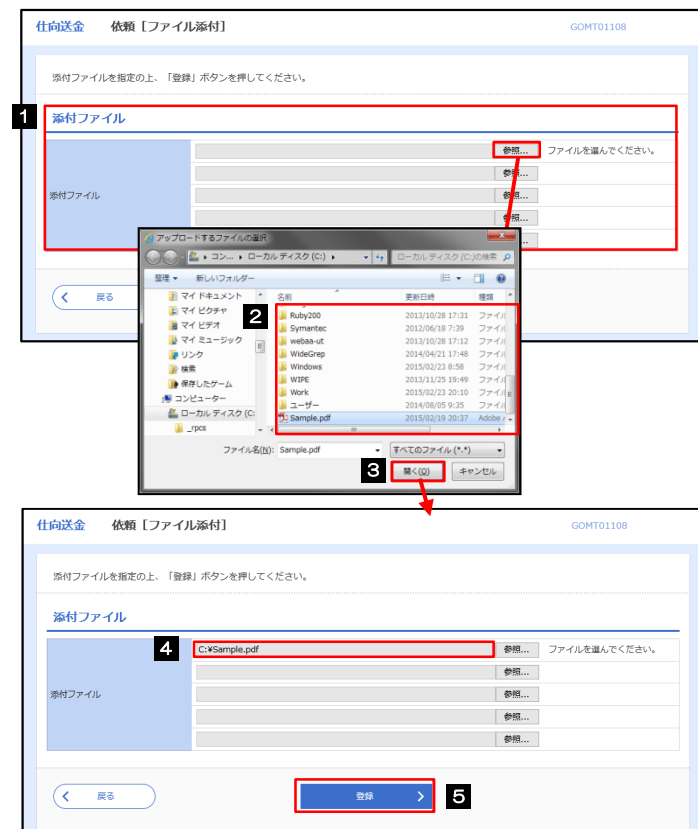 仕向送金 依頼［ファイル添付］ GOMT01108
添付ファイルを指定の上、「登録」ボタンを押してください。
1
添付ファイル
参照... ファイルを選んでください。
参照...
添付ファイル 参照...
参照...
戻る
アップロードするファイルの選択
コン... ローカル ディスク (C:) ローカル ディスク (C:)の検索
整理 新しいフォルダー
マイ ドキュメント
マイ ピクチャ
マイ ビデオ
マイ ミュージック
リンク
検索
保存したゲーム
コンピューター
ローカル ディスク (C:
_rpcs
2
名前 更新日時 種類
Ruby200 2013/10/28 17:31 ファイル
Symantec 2012/06/18 7:39 ファイル
webaa-ut 2013/10/28 17:12 ファイル
WideGrep 2014/04/21 17:48 ファイル
Windows 2015/02/23 8:58 ファイル
WIPE 2013/11/25 19:49 ファイル
Work 2015/02/23 20:10 ファイル
ユーザー 2014/08/05 9:35 ファイル
Sample.pdf 2015/02/19 20:37 Adobe
ファイル名(N): Sample.pdf すべてのファイル (*.*)
3
開く(O) キャンセル
仕向送金 依頼［ファイル添付］ GOMT01108
添付ファイルを指定の上、「登録」ボタンを押してください。
添付ファイル
4
C:¥Sample.pdf 参照... ファイルを選んでください。
参照...
添付ファイル 参照...
参照...
参照...
戻る 登録 5